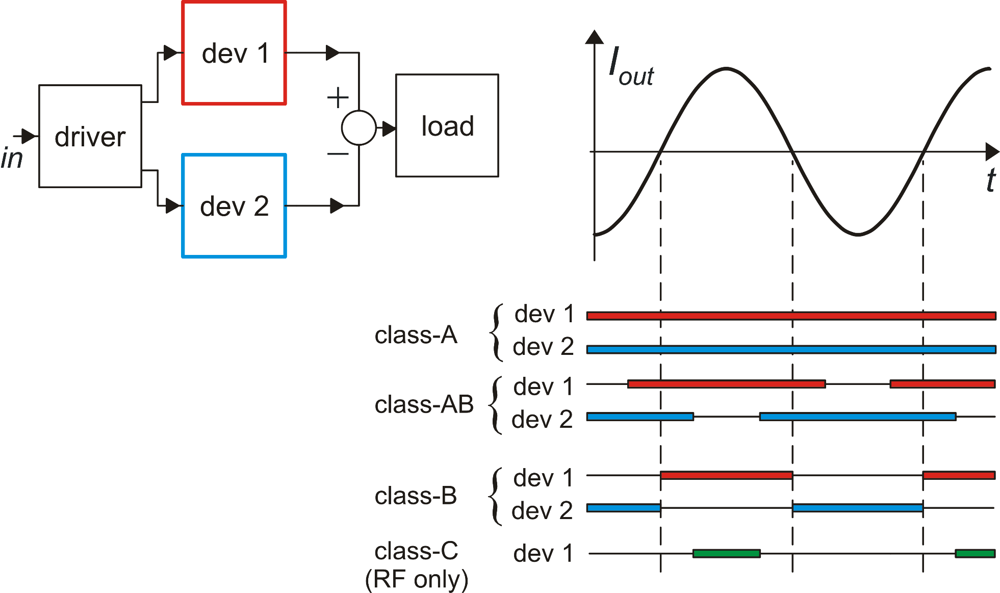 dev 1
driver
in
dev 2
+
−
load
I out
t
class-A { dev 1
dev 2
class-AB { dev 1
dev 2
class-B { dev 1
dev 2
class-C dev 1
(RF only)